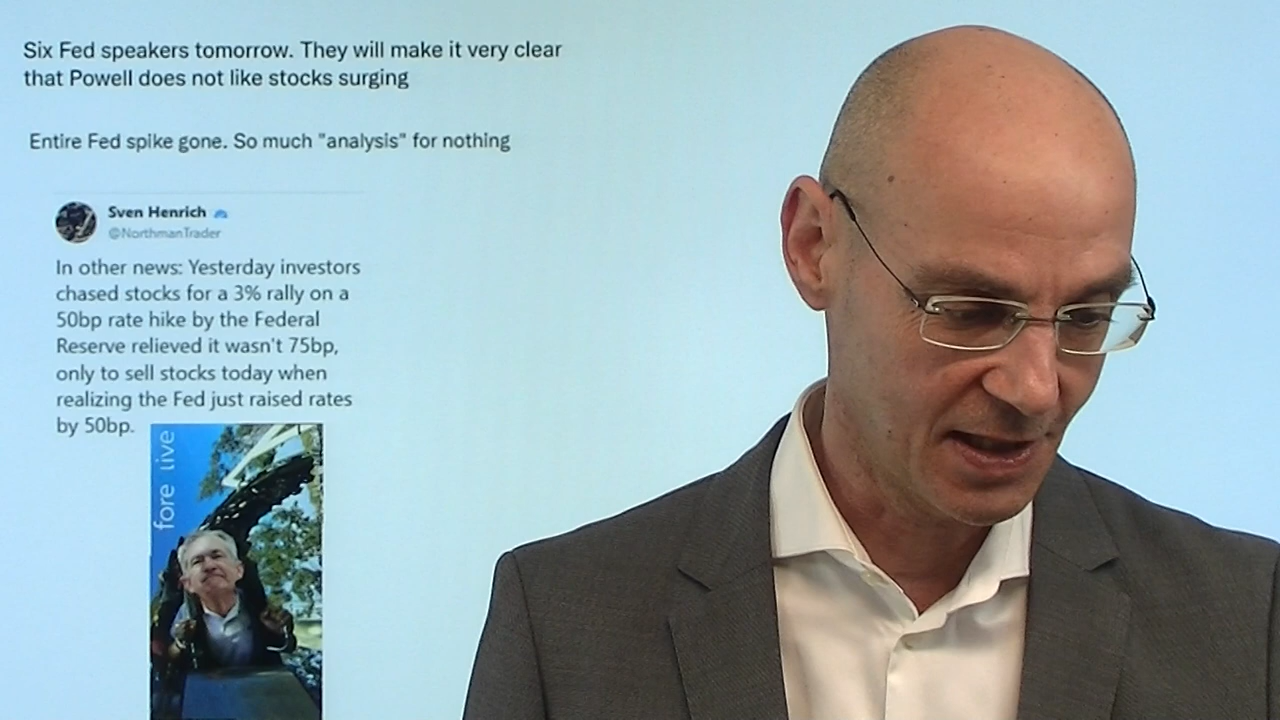 Six Fed speakers tomorrow. They will make it very clear
that Powell does not like stocks surging
Entire Fed spike gone. So much "analysis" for nothing
Sven Henrich
@NorthmanTrader
In other news: Yesterday investors
chased stocks for a 3% rally on a
50bp rate hike by the Federal
Reserve relieved it wasn't 75bp,
only to sell stocks today when
realizing the Fed just raised rates
by 50bp.
fore live